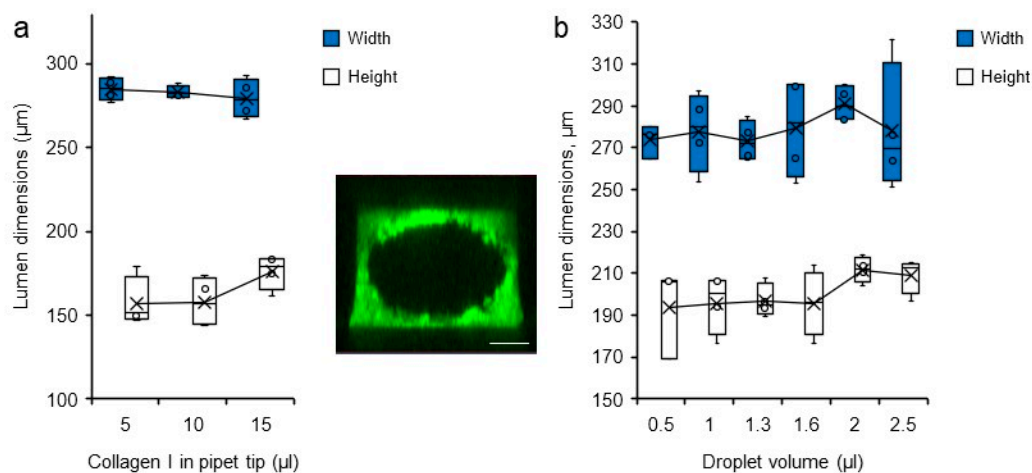 a
Width
Height
Lumen dimensions (µm)
300
250
200
150
100
5 10 15
Collagen I in pipet tip (µl)
b
Width
Height
Lumen dimensions, µm
330
310
290
270
250
230
210
190
170
150
0.5 1 1.3 1.6 2 2.5
Droplet volume (µl)